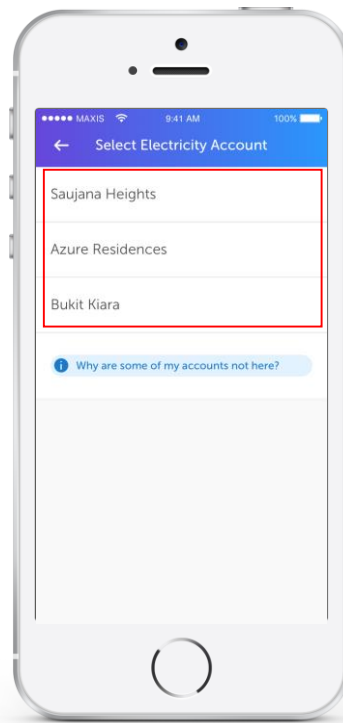 MAXIS 9:41 AM 100%
Select Electricity Account
Saujana Heights
Azure Residences
Bukit Kiara
Why are some of my accounts not here?